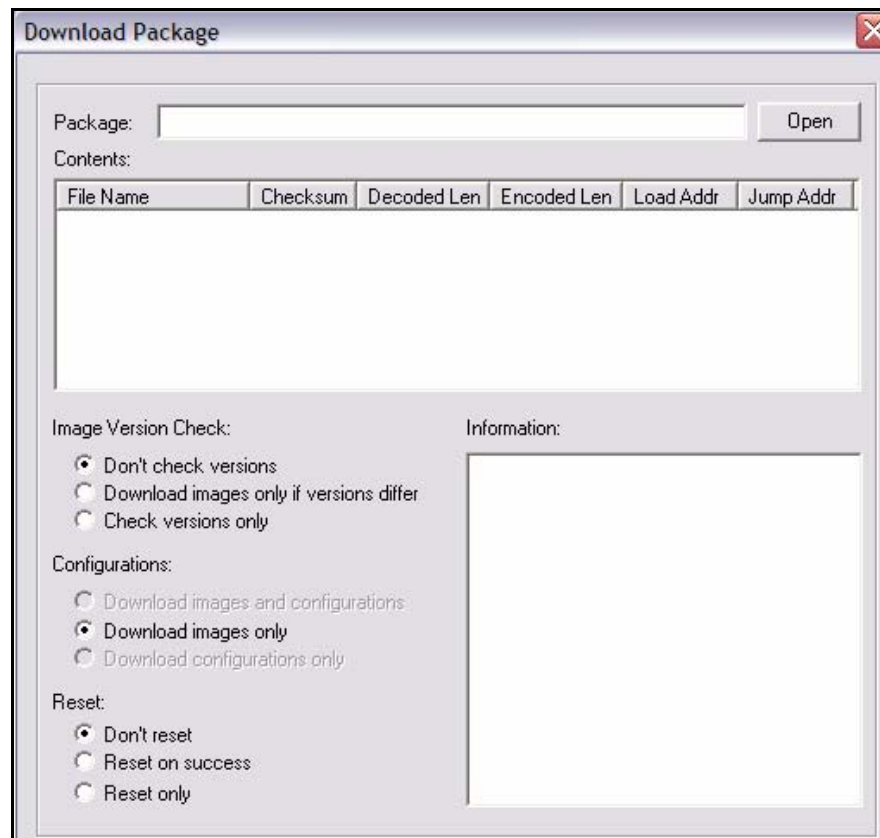 Download Package
Package:
Open
Contents:
File Name Checksum Decoded Len Encoded Len Load Addr Jump Addr
Image Version Check:
Don't check versions
Download images only if versions differ
Check versions only
Information:
Configurations:
Download images and configurations
Download images only
Download configurations only
Reset:
Don't reset
Reset on success
Reset only